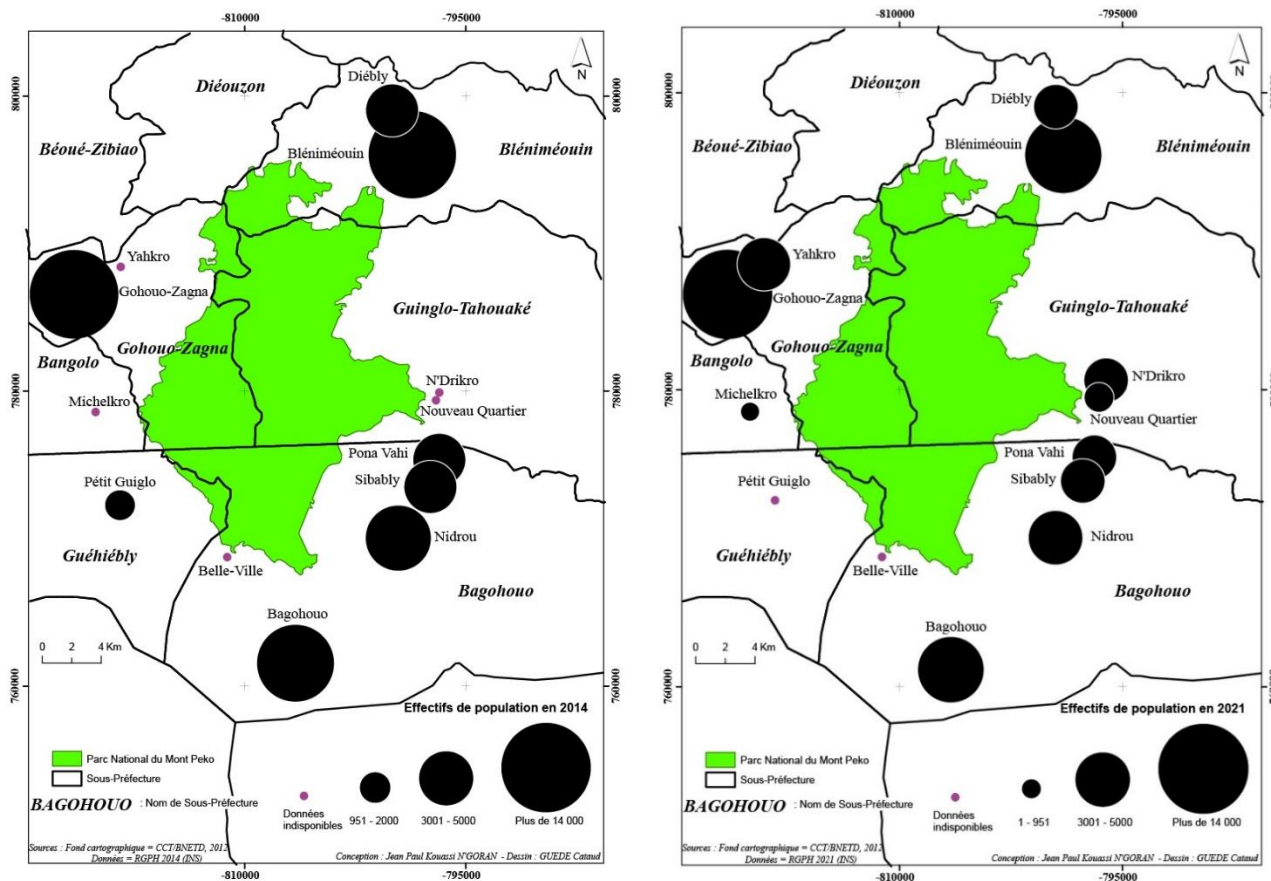 -810000 -795000
N
Diébly
Diéouzon
800000 800000
Béoué-Zibiao
Bléniméouin
Bléniméouin
Yahkro
Gohouo-Zagna
Guinglo-Tahouaké
Bangolo
Gohouo-Zagna
N'Drikro
Michelkro
Nouveau Quartier
780000
Pona Vahi
Pétit Guiglo
Sibably
Nidrou
Guéhiébly
Belle-Ville
Bagohouo
Bagohouo
0 2 4 Km
760000 760000
Effectifs de population en 2014
Parc National du Mont Peko
Sous-Préfecture
BAGOHOUO : Nom de Sous-Préfecture
Données
indisponibles
951 - 2000 3001 - 5000 Plus de 14 000
Sources : Fond cartographique = CCT/BNETD, 2012
Données = RGPH 2014 (INS)
Conception : Jean Paul Kouassi N'GORAN - Dessin : GUEDE Cataud
-810000 -795000
-810000 -795000
N
Diéouzon
Diébly
800000
Béoué-Zibiao
Bléniméouin
Bléniméouin
Yahkro
Gohouo-Zagna
Guinglo-Tahouaké
Bangolo
Gohouo-Zagna
N'Drikro
Michelkro
Nouveau Quartier
780000
Pona Vahi
Sibably
Pétit Guiglo
Nidrou
Guéhiébly
Belle-Ville
Bagohouo
Bagohouo
0 2 4 Km
760000
Effectifs de population en 2021
Parc National du Mont Peko
Sous-Préfecture
BAGOHOUO : Nom de Sous-Préfecture
Données
indisponibles
1 - 951 3001 - 5000 Plus de 14 000
Sources : Fond cartographique = CCT/BNETD, 2012
Données = RGPH 2021 (INS)
Conception : Jean Paul Kouassi N'GORAN - Dessin : GUEDE Cataud
-810000 -795000